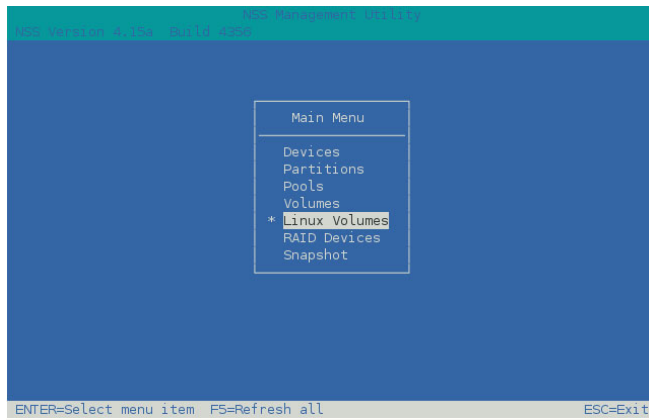 NSS Management Utility
NSS Version 4.15a Build 4350
Main Menu
Devices
Partitions
Pools
Volumes
* Linux Volumes
RAID Devices
Snapshot
ENTER=Select menu item F5=Refresh all ESC=Exit